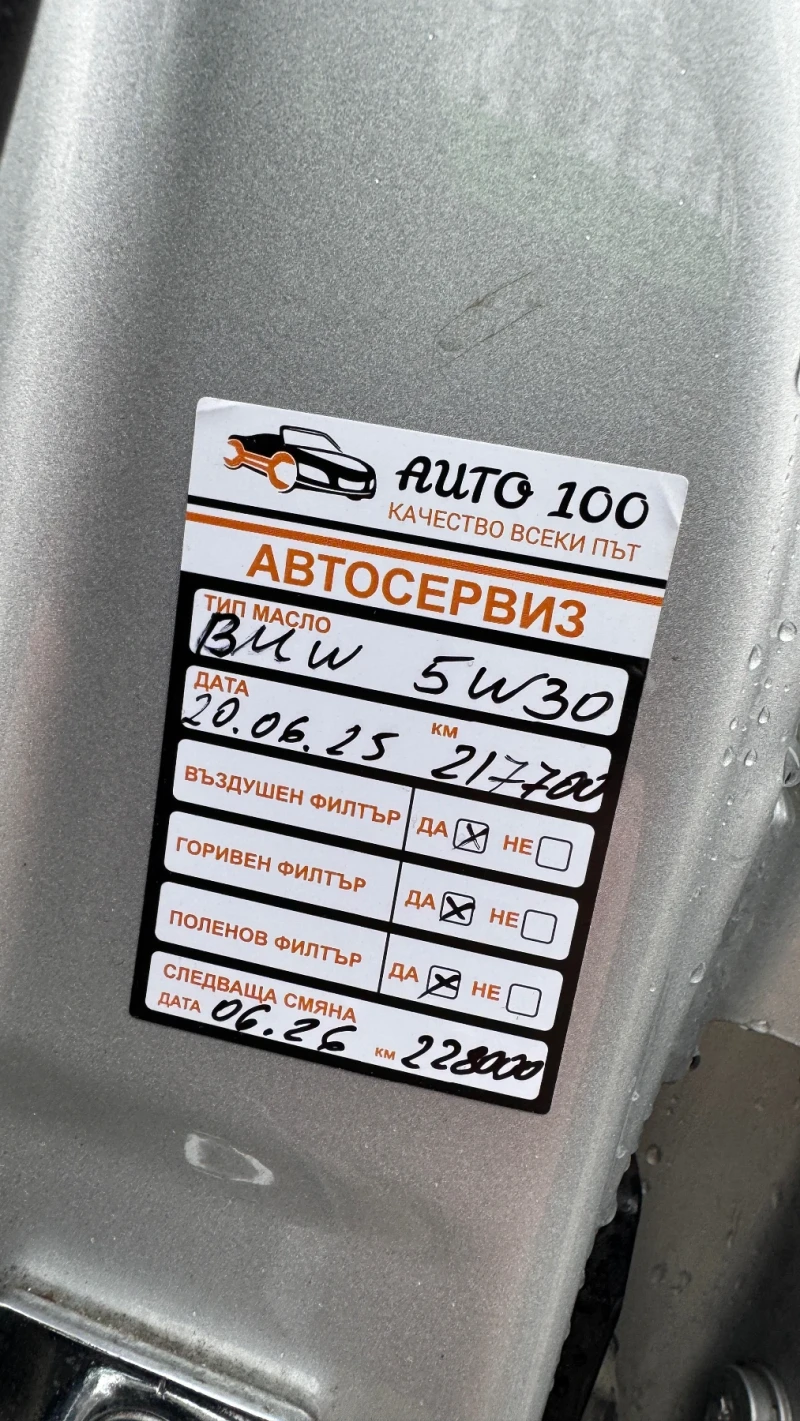 AUTO 100
КАЧЕСТВО ВСЕКИ ПЪТ
АВТОСЕРВИЗ
ТИП МАСЛО
BMW 5W30
ДАТА КМ
20.06.25 217700
ВЪЗДУШЕН ФИЛТЪР ДА НЕ
ГОРИВЕН ФИЛТЪР ДА НЕ
ПОЛЕНОВ ФИЛТЪР ДА НЕ
СЛЕДВАЩА СМЯНА
ДАТА 06.26 КМ 228000